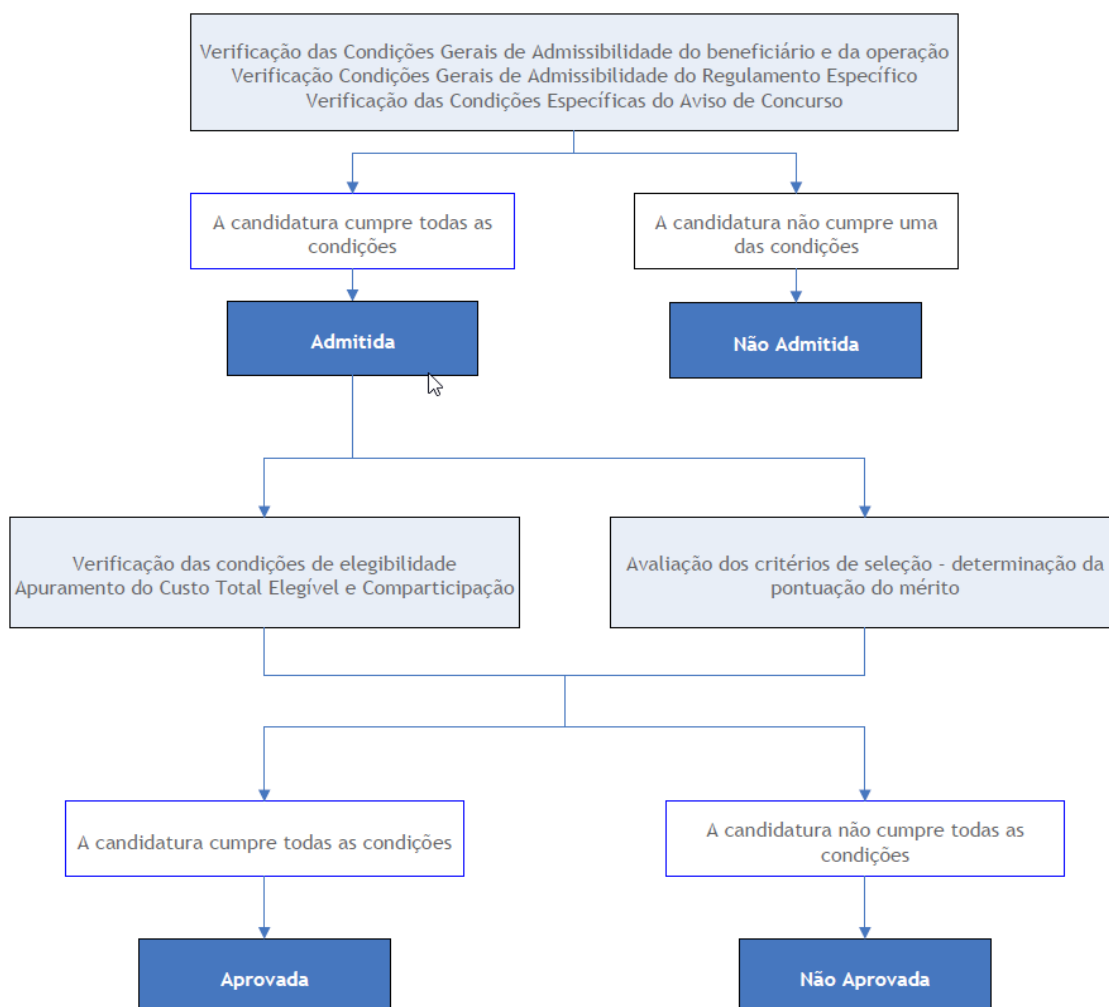 Verificação das Condições Gerais de Admissibilidade do beneficiário e da operação
Verificação Condições Gerais de Admissibilidade do Regulamento Específico
Verificação das Condições Específicas do Aviso de Concurso
A candidatura cumpre todas as
condições
A candidatura não cumpre uma
das condições
Admitida
Não Admitida
Verificação das condições de elegibilidade
Apuramento do Custo Total Elegível e Comparticipação
Avaliação dos critérios de seleção - determinação da
pontuação do mérito
A candidatura cumpre todas as condições
A candidatura não cumpre todas as
condições
Aprovada
Não Aprovada